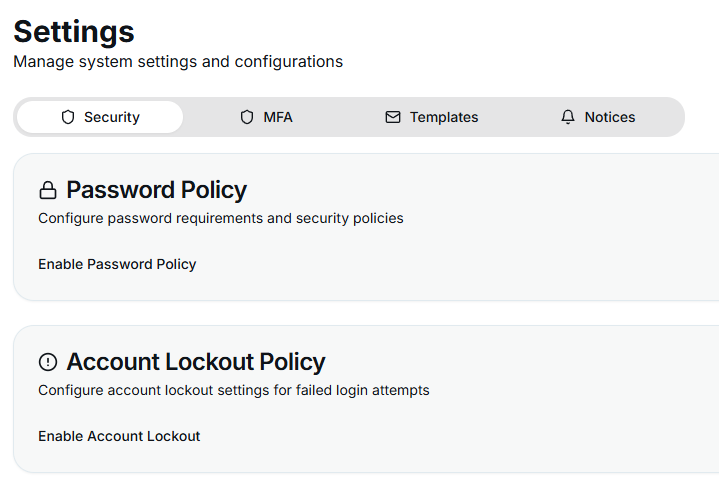 Settings
Manage system settings and configurations
Security
MFA
Templates
Notices
Password Policy
Configure password requirements and security policies
Enable Password Policy
Account Lockout Policy
Configure account lockout settings for failed login attempts
Enable Account Lockout